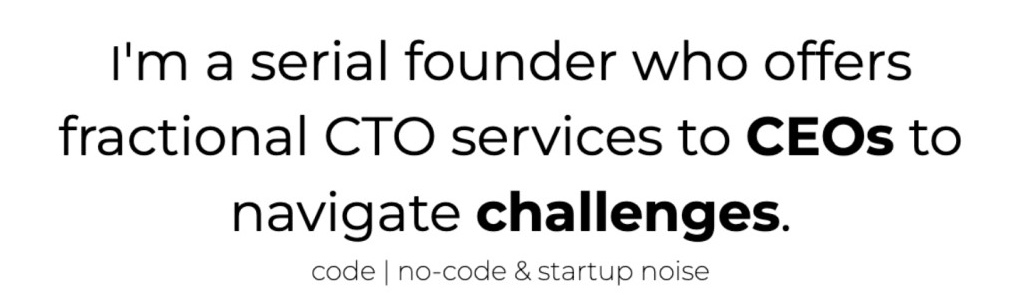 I'm a serial founder who offers
fractional CTO services to CEOs to
navigate challenges.
code | no-code & startup noise